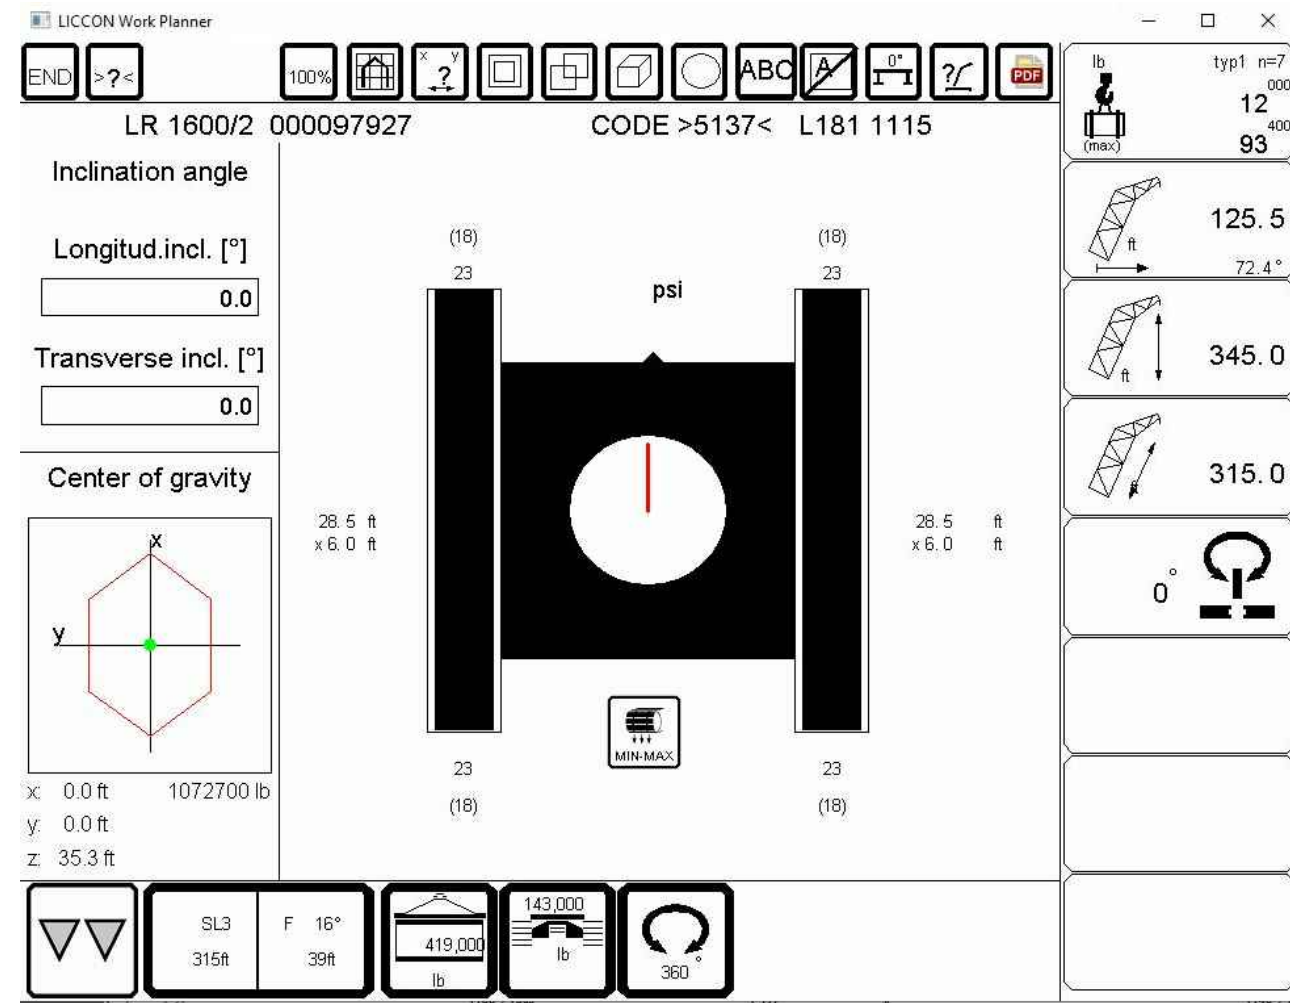 LICCON Work Planner
END >?< 100% x y ? ABC A 0° ?/ PDF
LR 1600/2 000097927 CODE >5137< L181 1115
lb typ1 n=7
12 000
93 400
(max)
Inclination angle
Longitud.incl. [°]
0.0
Transverse incl. [°]
0.0
Center of gravity
x
y
x: 0.0 ft 1072700 lb
y: 0.0 ft
z: 35.3 ft
(18) (18)
23 23
psi
28.5 ft 28.5 ft
x 6.0 ft x 6.0 ft
MIN-MAX
23 23
(18) (18)
125.5
ft
72.4°
345.0
ft
315.0
0°
SL3 F 16°
315ft 39ft
419,000
lb
143,000
lb
360°